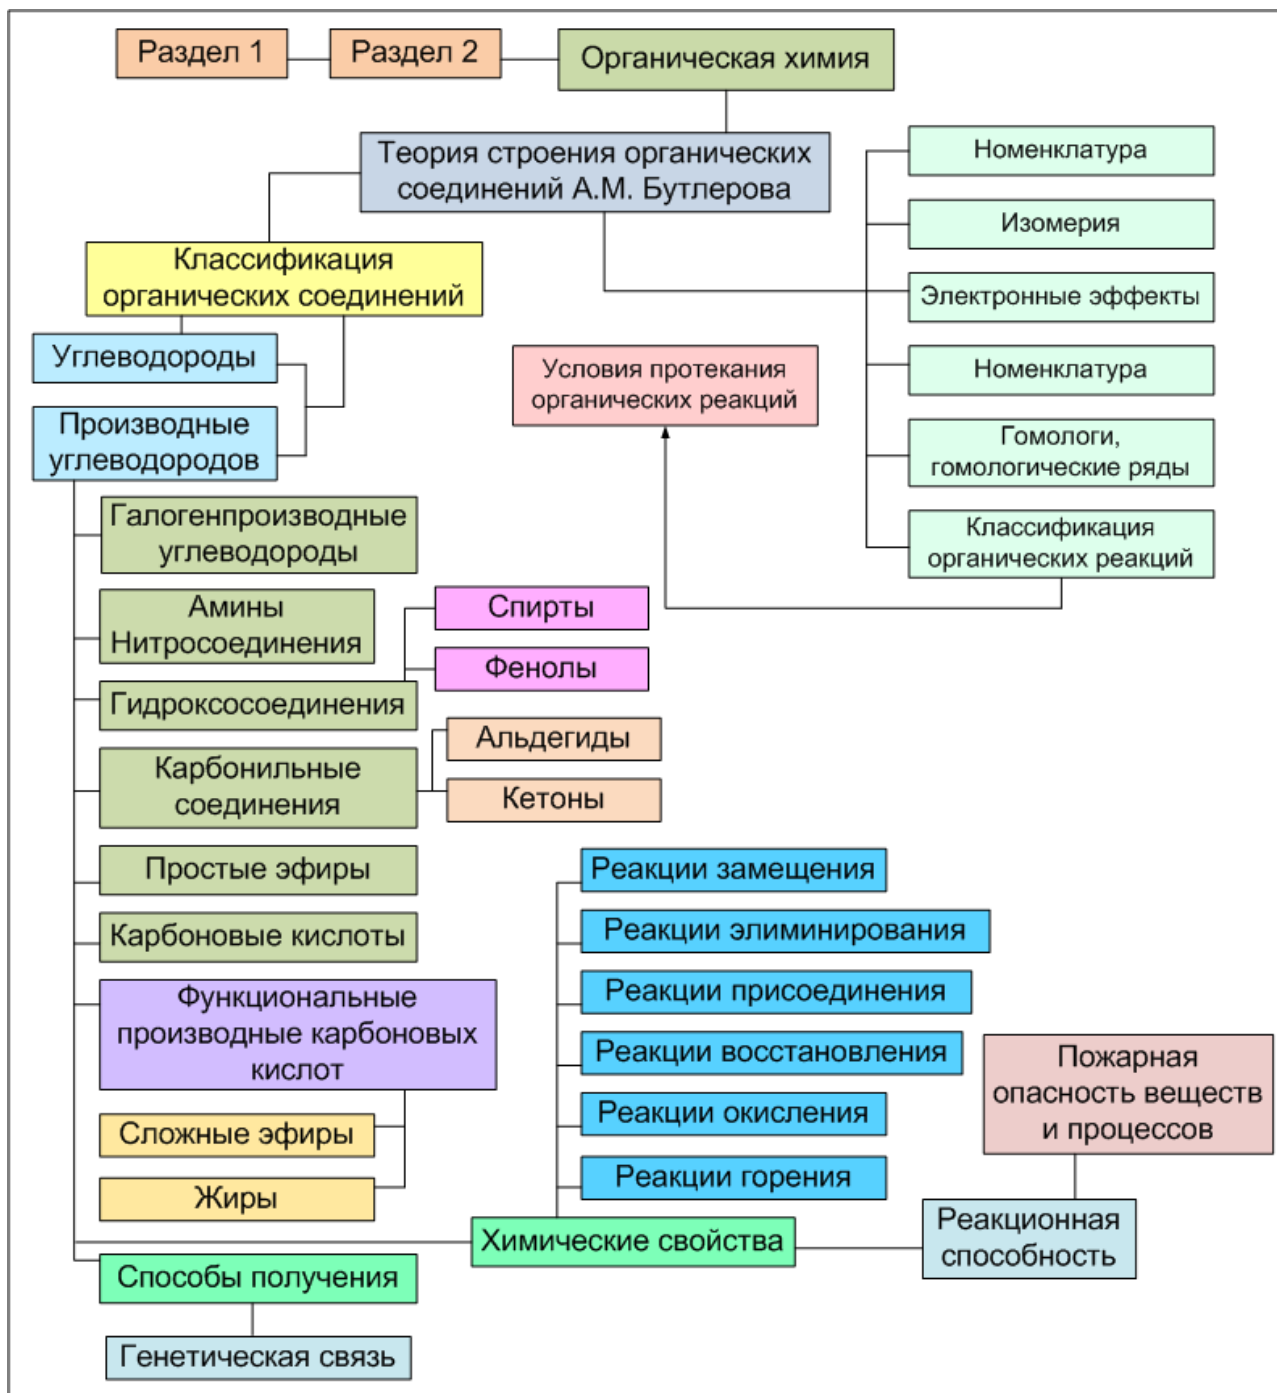 Раздел 1
Раздел 2
Органическая химия
Теория строения органических
соединений А.М. Бутлерова
Номенклатура
Изомерия
Электронные эффекты
Номенклатура
Гомологи,
гомологические ряды
Классификация
органических реакций
Условия протекания
органических реакций
Классификация
органических соединений
Углеводороды
Производные
углеводородов
Галогенпроизводные
углеводороды
Амины
Нитросоединения
Гидроксосоединения
Спирты
Фенолы
Карбонильные
соединения
Альдегиды
Кетоны
Простые эфиры
Карбоновые кислоты
Функциональные
производные карбоновых
кислот
Сложные эфиры
Жиры
Реакции замещения
Реакции элиминирования
Реакции присоединения
Реакции восстановления
Реакции окисления
Реакции горения
Химические свойства
Пожарная
опасность веществ
и процессов
Реакционная
способность
Способы получения
Генетическая связь